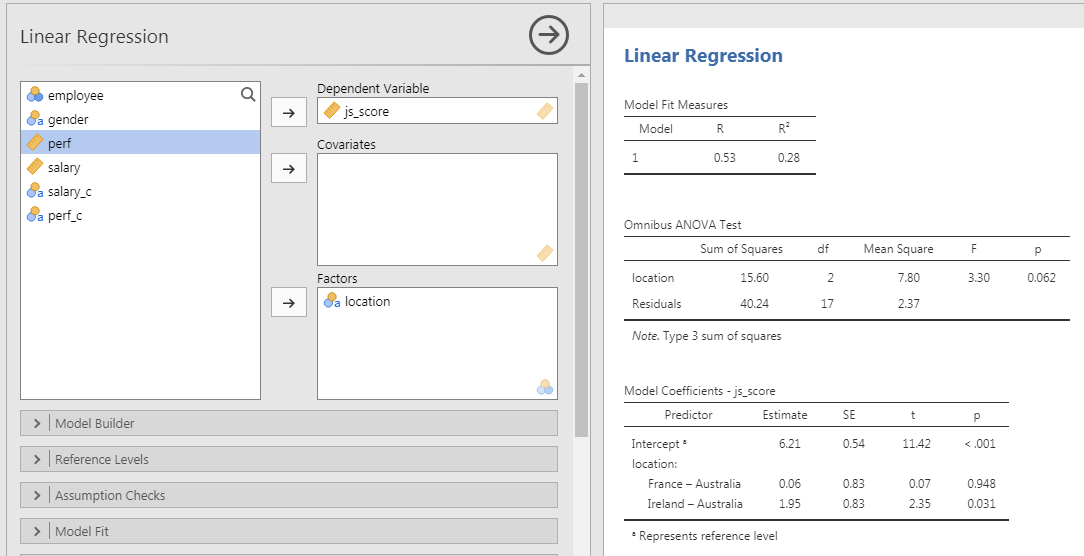 Linear Regression
employee
gender
perf
salary
salary_c
perf_c
Dependent Variable
js_score
Covariates
Factors
a location
Model Builder
Reference Levels
Assumption Checks
Model Fit
Linear Regression
Model Fit Measures
Model R R²
1 0.53 0.28
Omnibus ANOVA Test
Sum of Squares df Mean Square F p
location 15.60 2 7.80 3.30 0.062
Residuals 40.24 17 2.37
Note. Type 3 sum of squares
Model Coefficients - js_score
Predictor Estimate SE t p
Intercept ᵃ 6.21 0.54 11.42 < .001
location:
France – Australia 0.06 0.83 0.07 0.948
Ireland – Australia 1.95 0.83 2.35 0.031
ᵃ Represents reference level